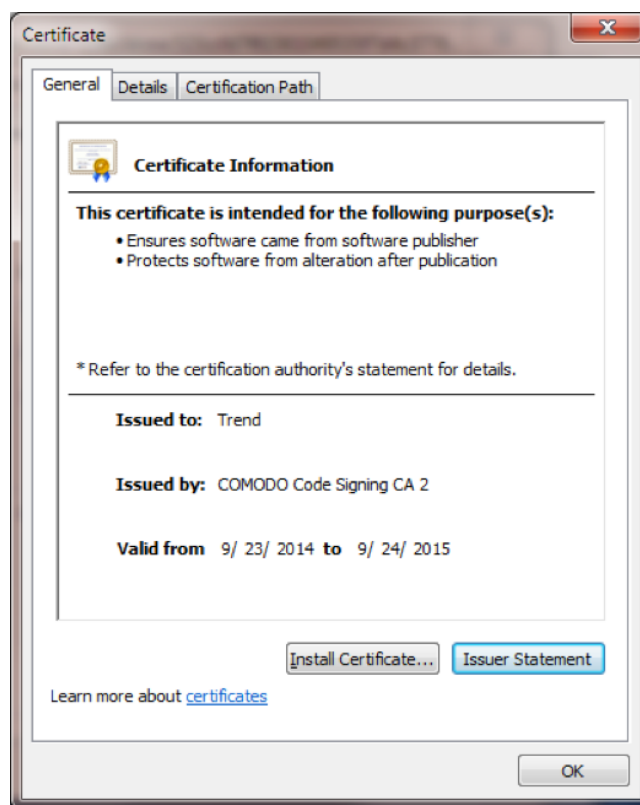 Certificate
General Details Certification Path
Certificate Information
This certificate is intended for the following purpose(s):
• Ensures software came from software publisher
• Protects software from alteration after publication
* Refer to the certification authority's statement for details.
Issued to: Trend
Issued by: COMODO Code Signing CA 2
Valid from 9/ 23/ 2014 to 9/ 24/ 2015
Install Certificate... Issuer Statement
Learn more about certificates
OK